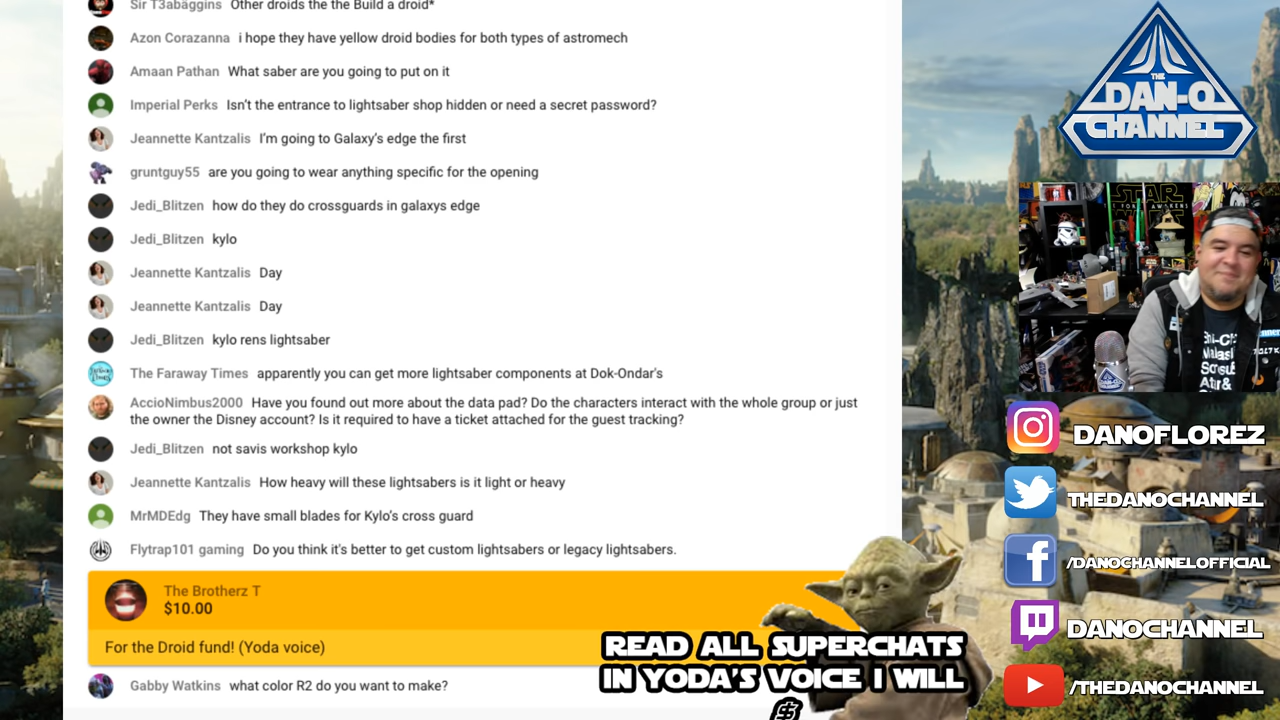 Sir T3abäggins Other droids the the Build a droid*
Azon Corazanna i hope they have yellow droid bodies for both types of astromech
Amaan Pathan What saber are you going to put on it
Imperial Perks Isn't the entrance to lightsaber shop hidden or need a secret password?
Jeannette Kantzalis I'm going to Galaxy's edge the first
gruntguy55 are you going to wear anything specific for the opening
Jedi_Blitzen how do they do crossguards in galaxys edge
Jedi_Blitzen kylo
Jeannette Kantzalis Day
Jeannette Kantzalis Day
Jedi_Blitzen kylo rens lightsaber
The Faraway Times apparently you can get more lightsaber components at Dok-Ondar's
AccioNimbus2000 Have you found out more about the data pad? Do the characters interact with the whole group or just
the owner the Disney account? Is it required to have a ticket attached for the guest tracking?
Jedi_Blitzen not savis workshop kylo
Jeannette Kantzalis How heavy will these lightsabers is it light or heavy
MrMDEdg They have small blades for Kylo's cross guard
Flytrap101 gaming Do you think it's better to get custom lightsabers or legacy lightsabers.
The Brotherz T
$10.00
For the Droid fund! (Yoda voice)
Gabby Watkins what color R2 do you want to make?
READ ALL SUPERCHATS
IN YODA'S VOICE I WILL
$
THE
DAN-O
CHANNEL
STAR
DANOFLOREZ
THEDANOCHANNEL
/DANOCHANNELOFFICIAL
DANOCHANNEL
/THEDANOCHANNEL